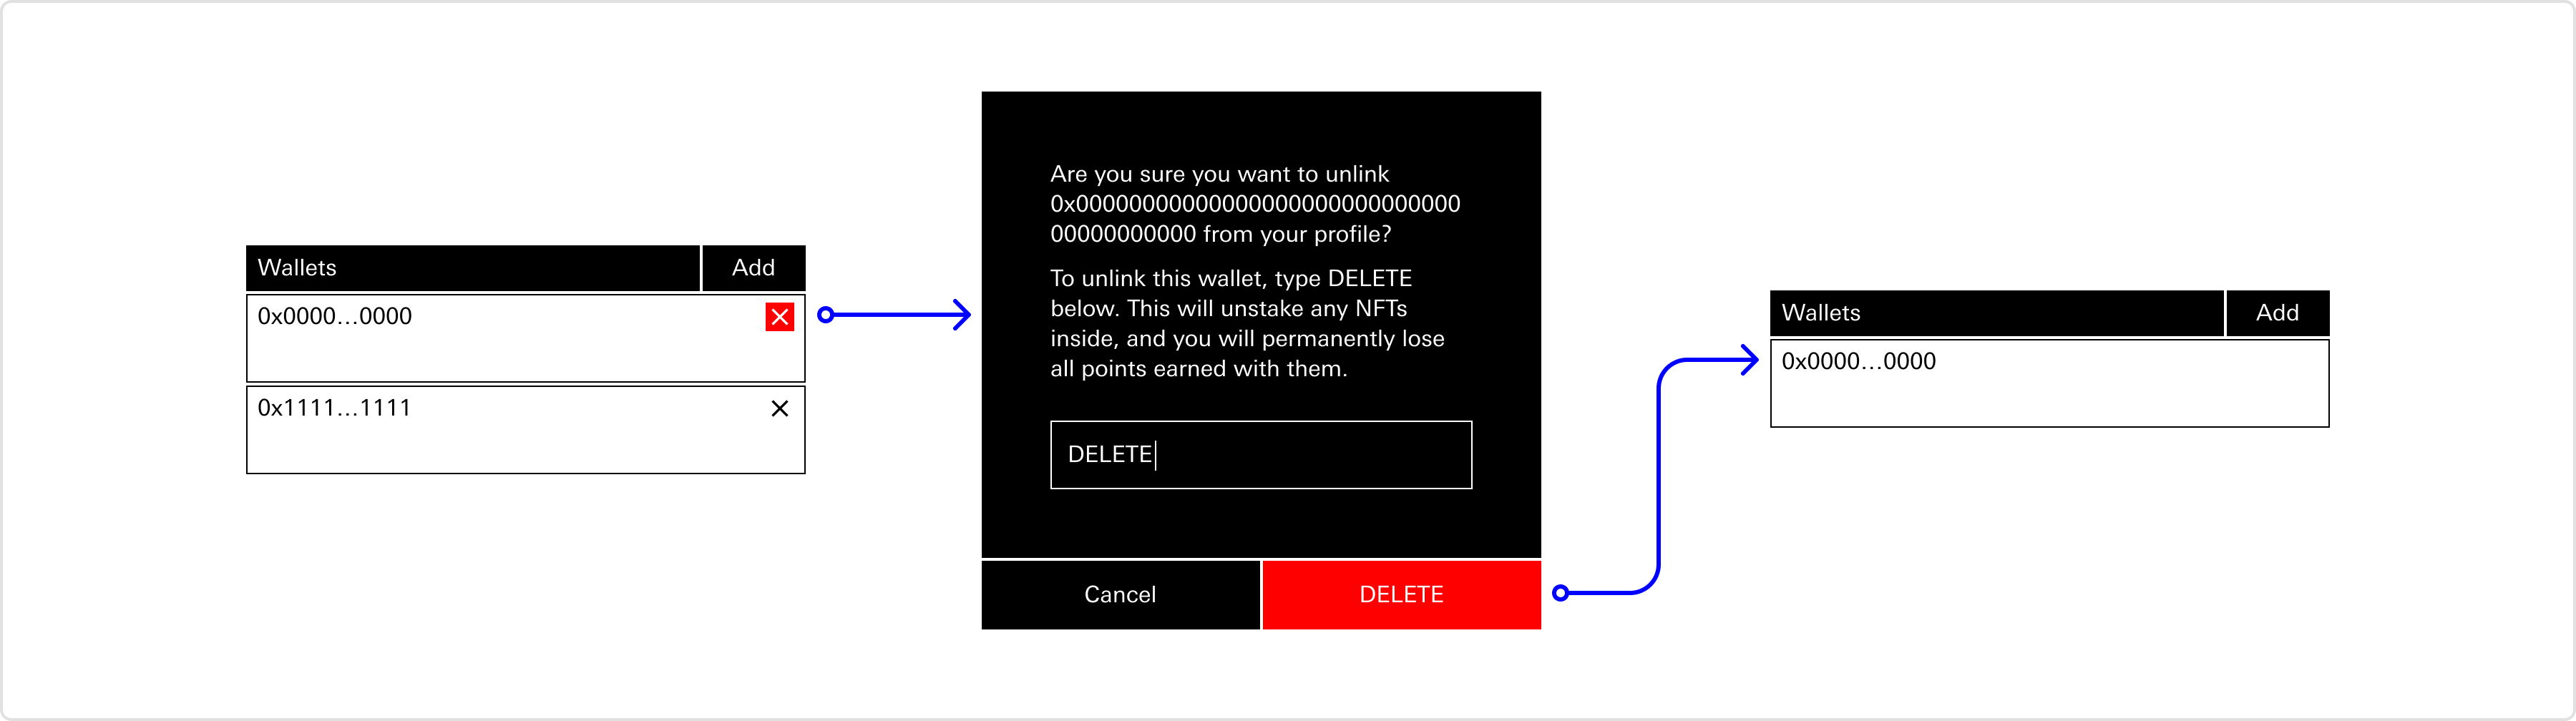 Wallets
Add
0x0000…0000
0x1111…1111
Are you sure you want to unlink
0x00000000000000000000000000000
00000000000 from your profile?
To unlink this wallet, type DELETE
below. This will unstake any NFTs
inside, and you will permanently lose
all points earned with them.
DELETE
Cancel
DELETE
Wallets
Add
0x0000…0000